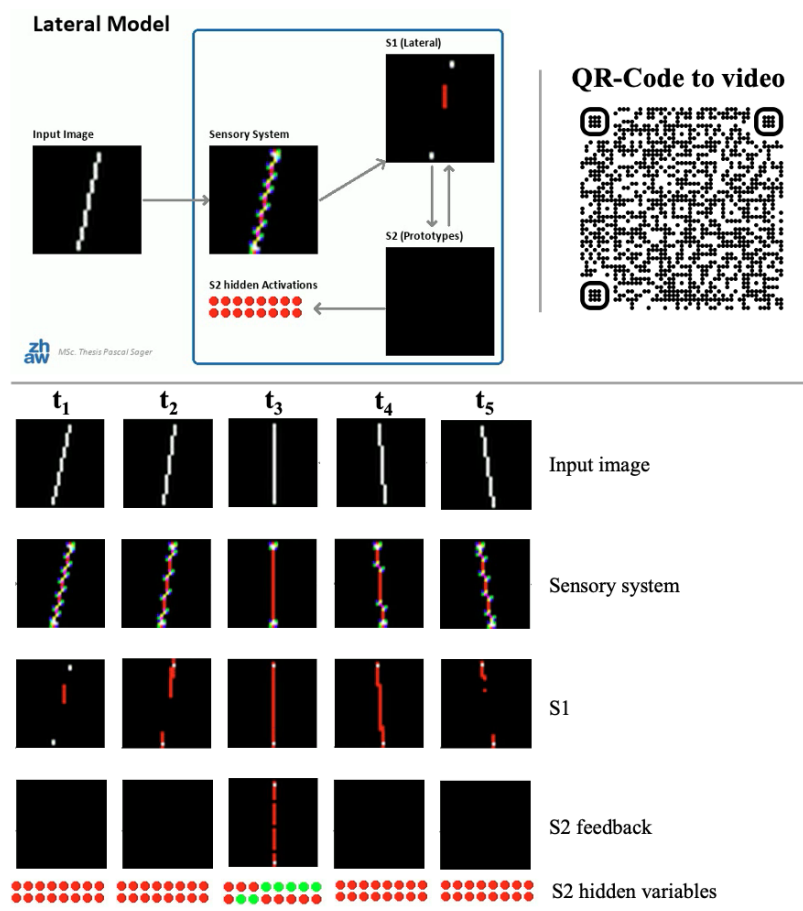 Lateral Model
S1 (Lateral)
QR-Code to video
Input Image
Sensory System
S2 (Prototypes)
S2 hidden Activations
zh
aw
MSc. Thesis Pascal Sager
t1 t2 t3 t4 t5
Input image
Sensory system
S1
S2 feedback
S2 hidden variables